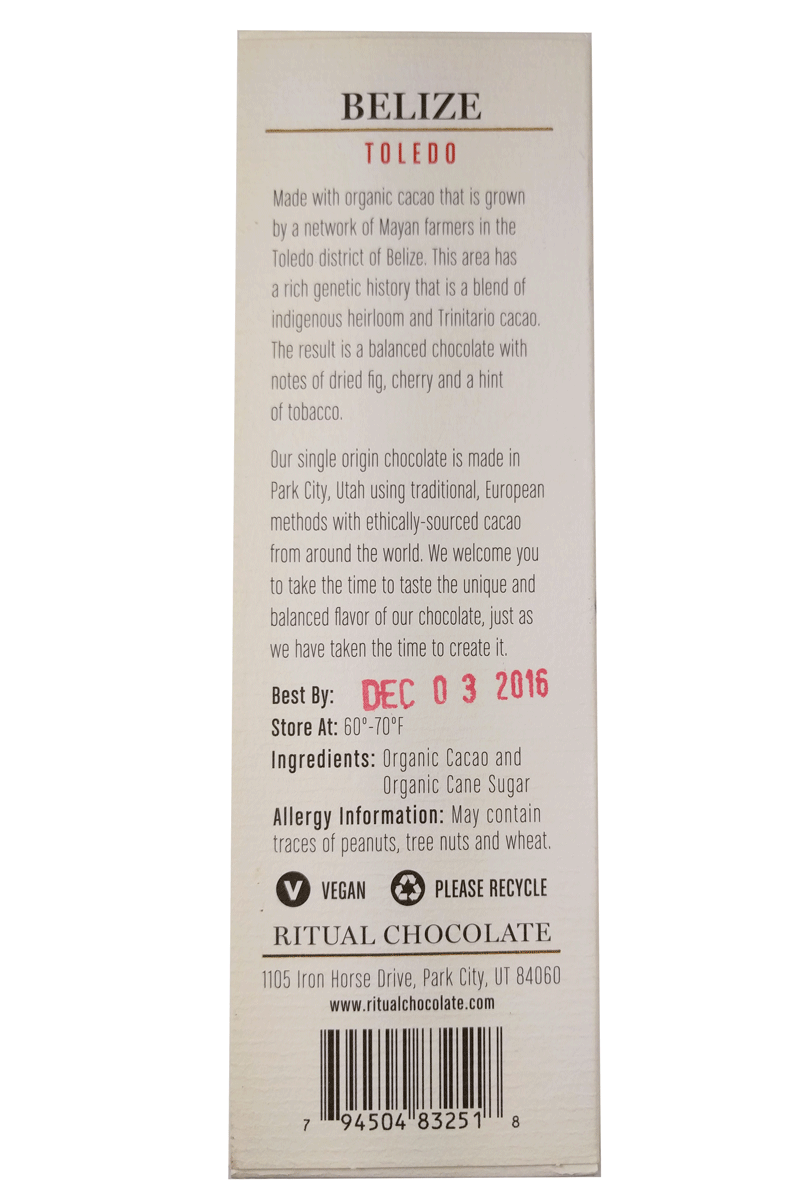 BELIZE
TOLEDO
Made with organic cacao that is grown
by a network of Mayan farmers in the
Toledo district of Belize. This area has
a rich genetic history that is a blend of
indigenous heirloom and Trinitario cacao.
The result is a balanced chocolate with
notes of dried fig, cherry and a hint
of tobacco.
Our single origin chocolate is made in
Park City, Utah using traditional, European
methods with ethically-sourced cacao
from around the world. We welcome you
to take the time to taste the unique and
balanced flavor of our chocolate, just as
we have taken the time to create it.
Best By: DEC 03 2016
Store At: 60°-70°F
Ingredients: Organic Cacao and
Organic Cane Sugar
Allergy Information: May contain
traces of peanuts, tree nuts and wheat.
V VEGAN PLEASE RECYCLE
RITUAL CHOCOLATE
1105 Iron Horse Drive, Park City, UT 84060
www.ritualchocolate.com
7 94504 83251 8